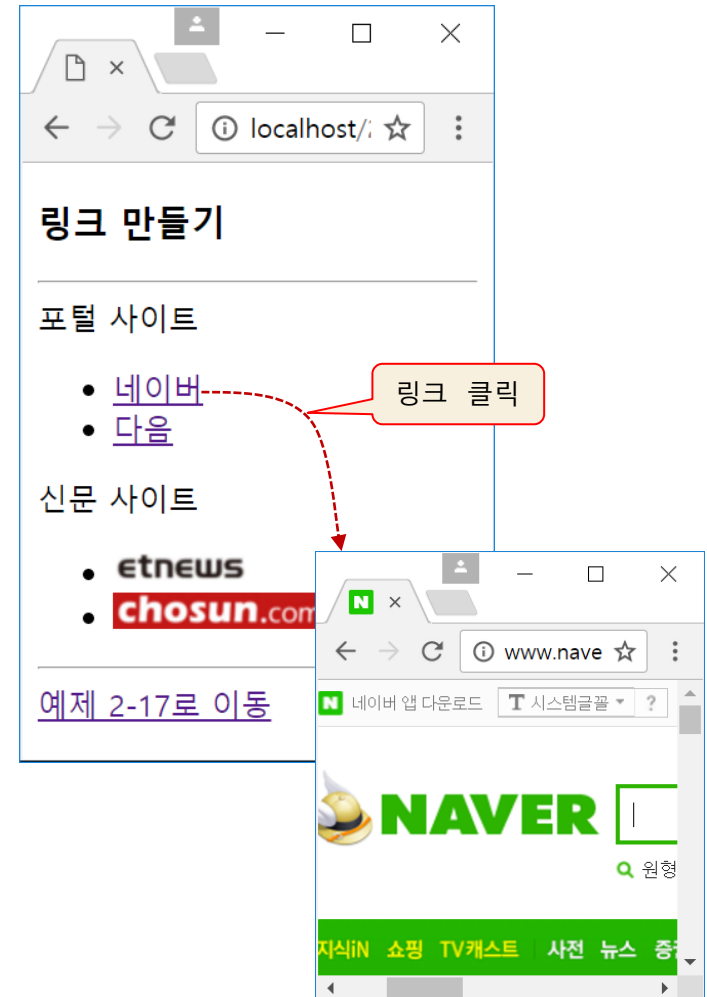 localhost/2
링크 만들기
포털 사이트
네이버
링크 클릭
다음
신문 사이트
etnews
chosun.com
예제 2-17로 이동
N
www.nave
N 네이버 앱 다운로드 T 시스템글꼴 ?
NAVER
원형
지식iN 쇼핑 TV캐스트 사전 뉴스